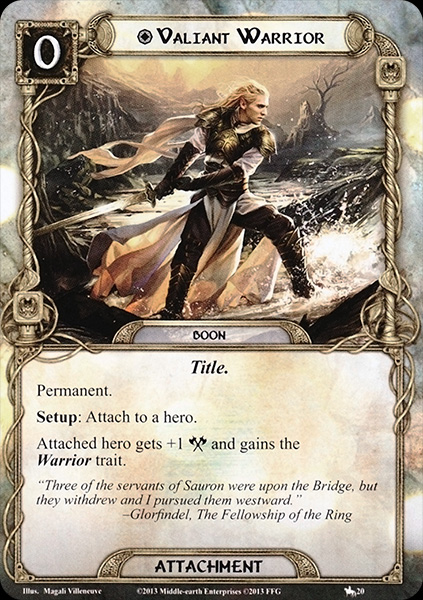 0
Valiant Warrior
BOON
Title.
Permanent.
Setup: Attach to a hero.
Attached hero gets +1 and gains the
Warrior trait.
“Three of the servants of Sauron were upon the Bridge, but
they withdrew and I pursued them westward.”
–Glorfindel, The Fellowship of the Ring
ATTACHMENT
Illus. Magali Villeneuve ©2013 Middle-earth Enterprises ©2013 FFG 20